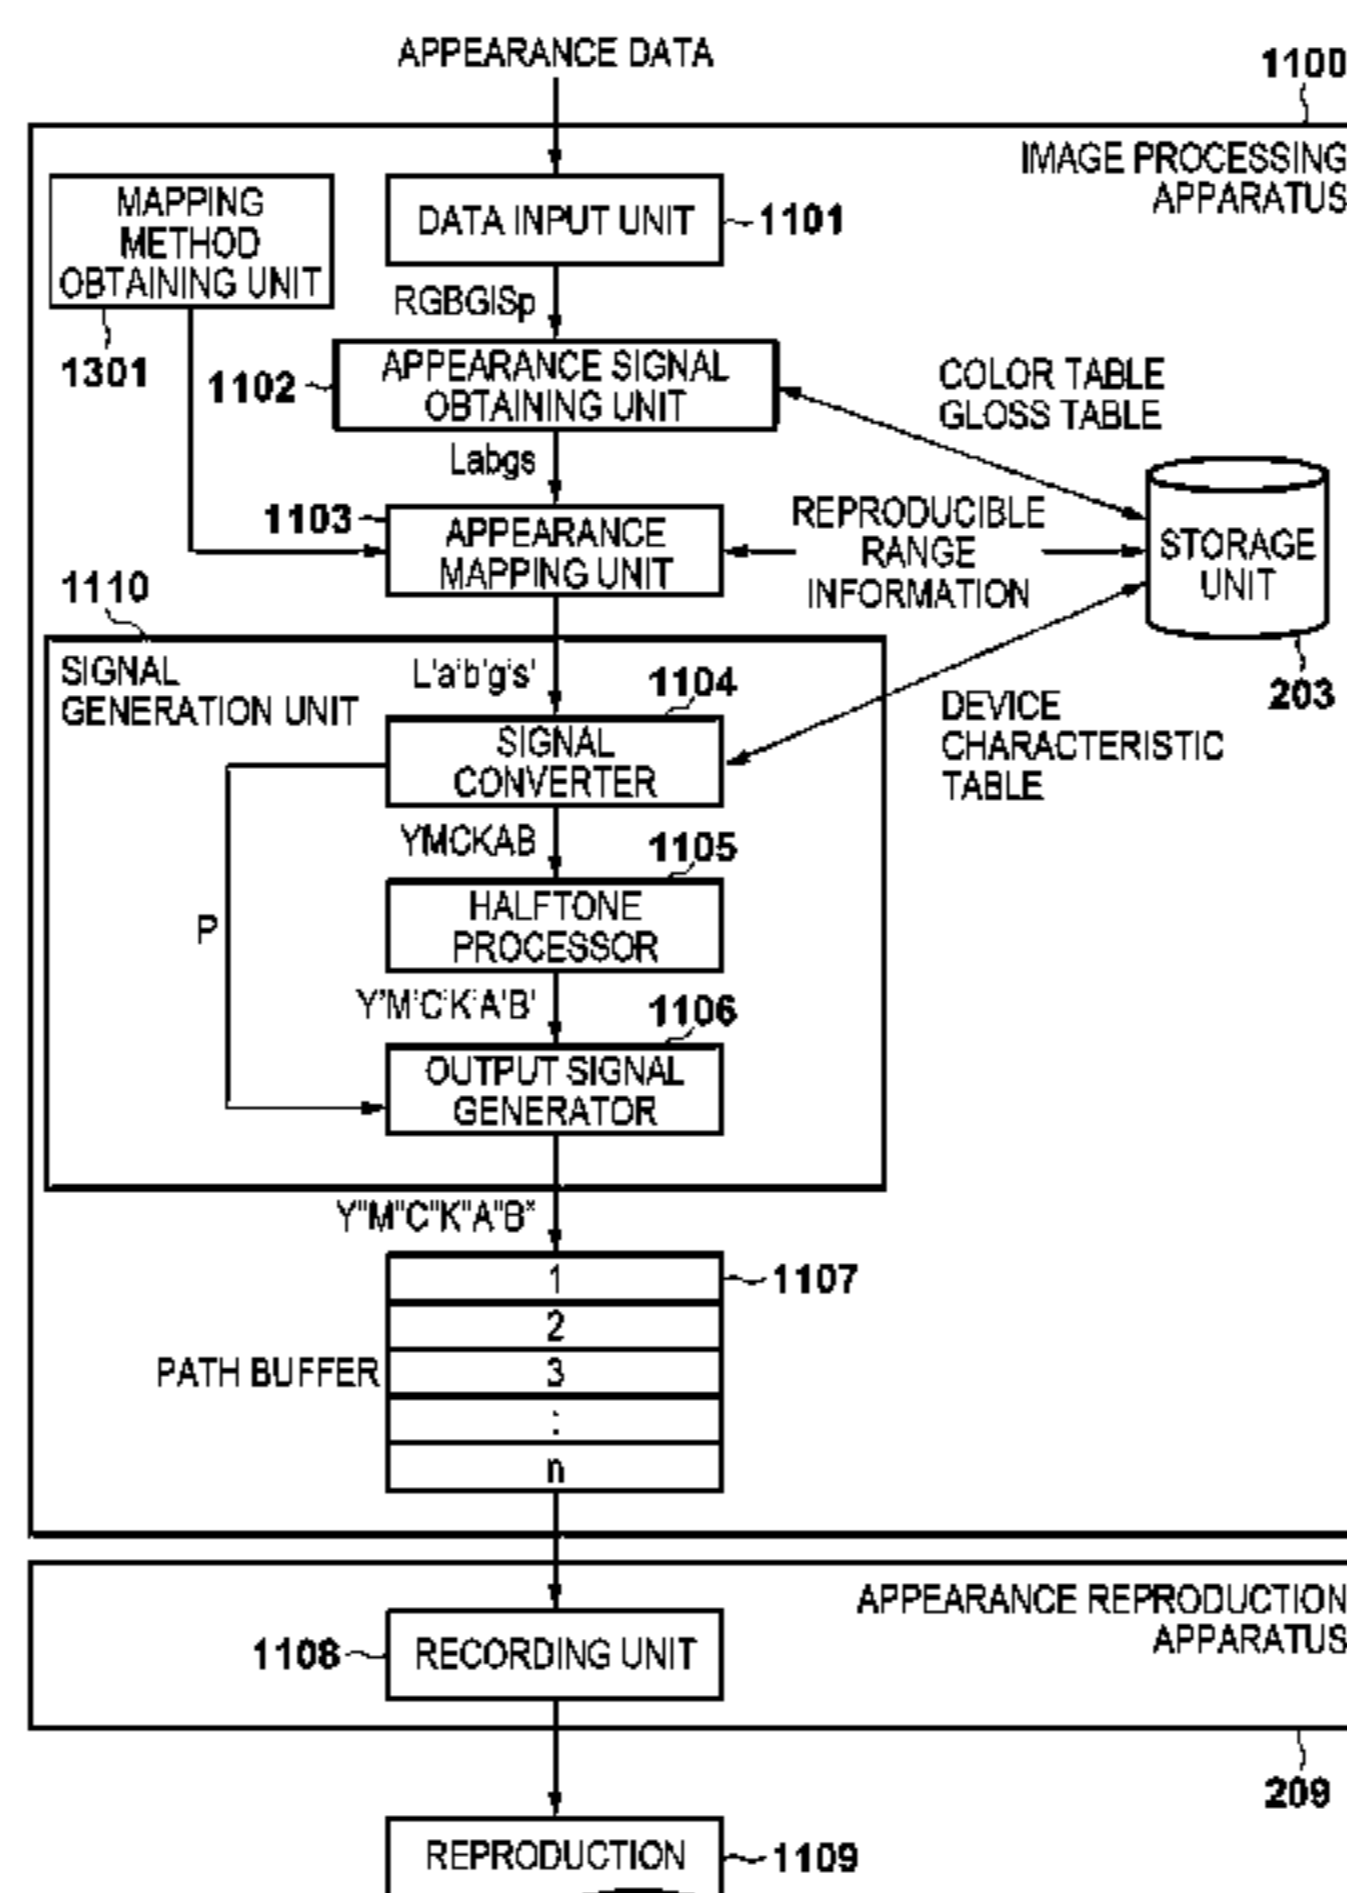 APPEARANCE DATA
1100
IMAGE PROCESSING
APPARATUS
MAPPING
METHOD
OBTAINING UNIT
1301
DATA INPUT UNIT
1101
RGBGISp
1102
APPEARANCE SIGNAL
OBTAINING UNIT
COLOR TABLE
GLOSS TABLE
Labgs
1103
APPEARANCE
MAPPING UNIT
REPRODUCIBLE
RANGE
INFORMATION
STORAGE
UNIT
203
1110
SIGNAL
GENERATION UNIT
L'a'b'g's'
1104
SIGNAL
CONVERTER
DEVICE
CHARACTERISTIC
TABLE
YMCKAB
1105
HALFTONE
PROCESSOR
P
Y'M'C'K'A'B'
1106
OUTPUT SIGNAL
GENERATOR
Y"M"C"K"A"B"
1
1107
2
PATH BUFFER
3
:
n
APPEARANCE REPRODUCTION
APPARATUS
1108
RECORDING UNIT
209
REPRODUCTION
1109